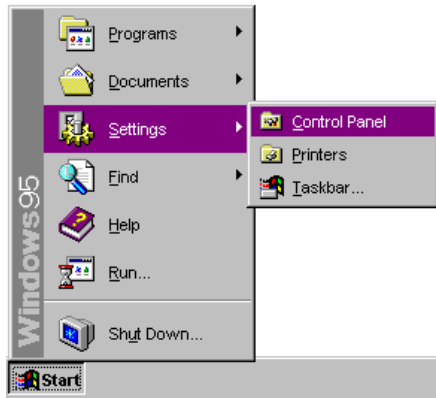 Programs
Documents
Settings
Control Panel
Printers
Taskbar...
Find
Help
Run...
Shut Down...
Windows95
Start